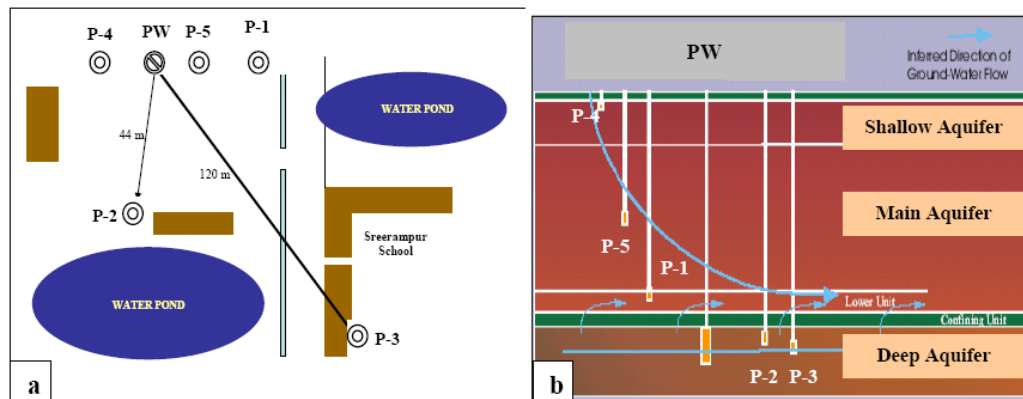 P-4
PW
P-5
P-1
WATER POND
44 m
120 m
P-2
Sreerampur
School
WATER POND
P-3
a
PW
Inferred Direction of
Ground-Water Flow
P-4
Shallow Aquifer
Main Aquifer
P-5
P-1
Lower Unit
Confining Unit
Deep Aquifer
P-2
P-3
b